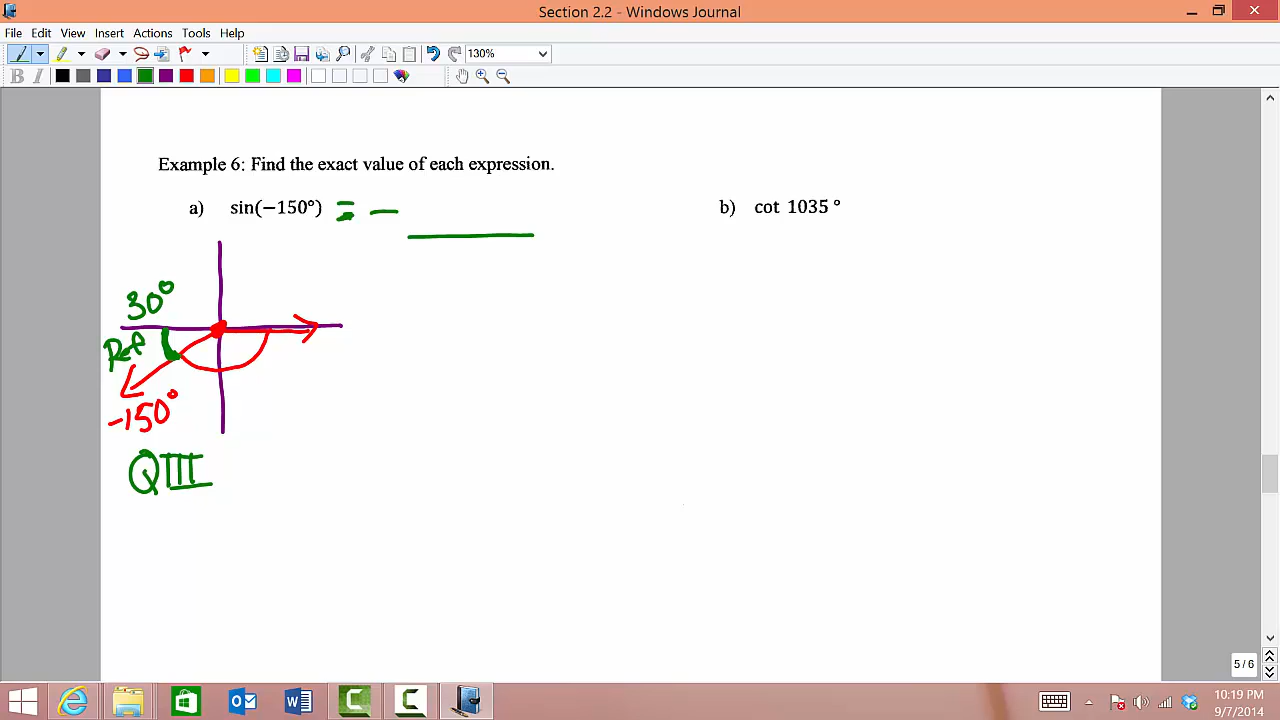 Section 2.2 - Windows Journal
File Edit View Insert Actions Tools Help
130%
B I
Example 6: Find the exact value of each expression.
a) sin(−150°) = −
b) cot 1035 °
30°
Ref
-150°
QIII
5 / 6
10:19 PM
9/7/2014